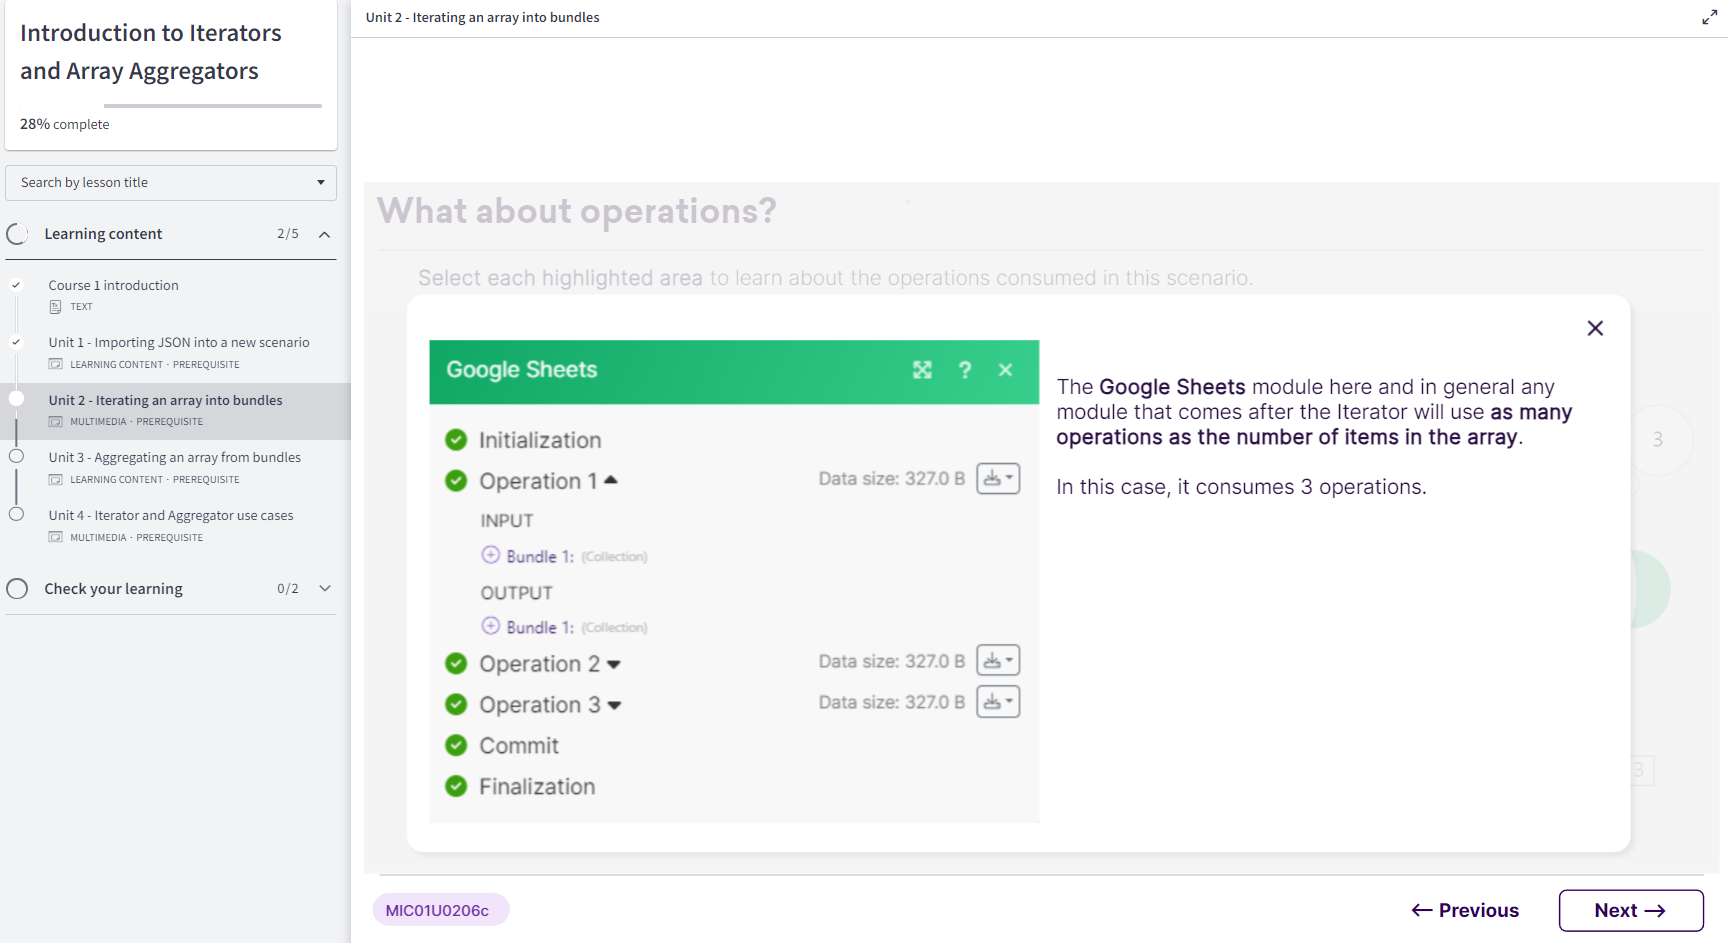 Introduction to Iterators
and Array Aggregators
28% complete
Search by lesson title
Learning content 2/5
Course 1 introduction
TEXT
Unit 1 - Importing JSON into a new scenario
LEARNING CONTENT · PREREQUISITE
Unit 2 - Iterating an array into bundles
MULTIMEDIA · PREREQUISITE
Unit 3 - Aggregating an array from bundles
LEARNING CONTENT · PREREQUISITE
Unit 4 - Iterator and Aggregator use cases
MULTIMEDIA · PREREQUISITE
Check your learning 0/2
Unit 2 - Iterating an array into bundles
What about operations?
Select each highlighted area to learn about the operations consumed in this scenario.
Google Sheets ?
Initialization
Operation 1 Data size: 327.0 B
INPUT
Bundle 1: (Collection)
OUTPUT
Bundle 1: (Collection)
Operation 2 Data size: 327.0 B
Operation 3 Data size: 327.0 B
Commit
Finalization
The Google Sheets module here and in general any
module that comes after the Iterator will use as many
operations as the number of items in the array.
In this case, it consumes 3 operations.
3
3
MIC01U0206c
← Previous
Next →